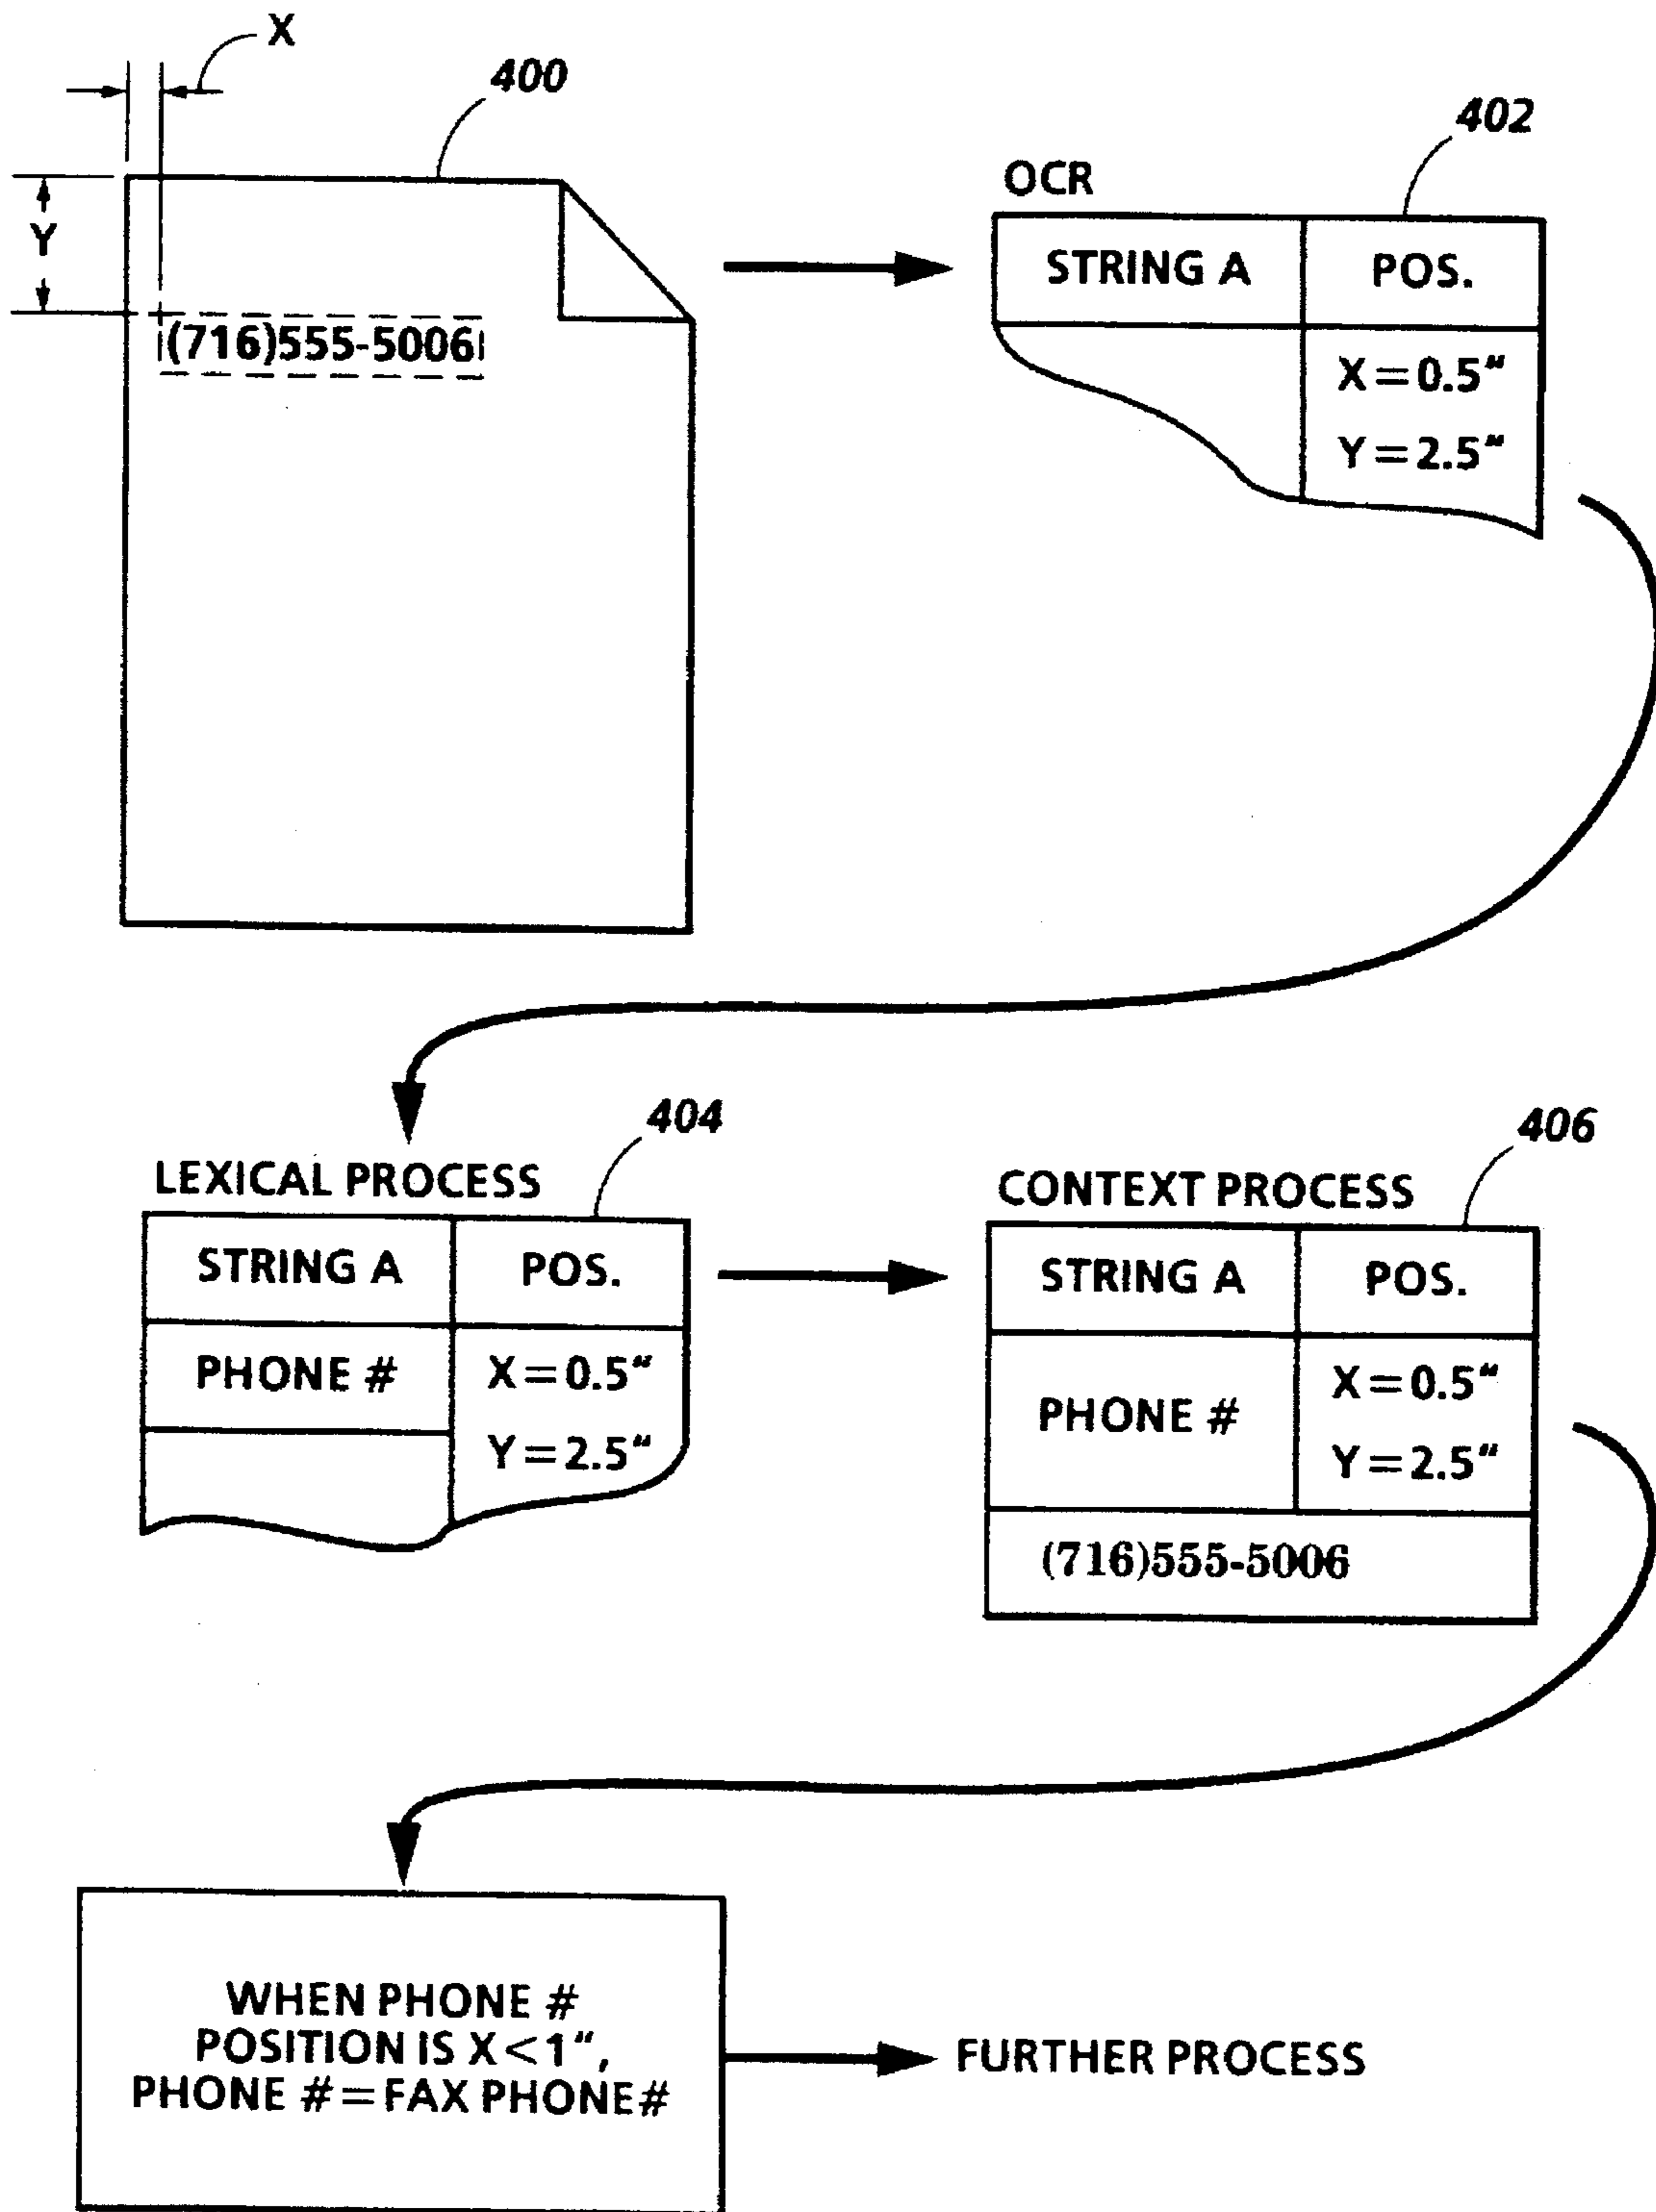 X
400
Y
(716)555-5006
402
OCR
STRING A POS.
X=0.5"
Y=2.5"
404
LEXICAL PROCESS
STRING A POS.
PHONE # X=0.5"
Y=2.5"
406
CONTEXT PROCESS
STRING A POS.
PHONE # X=0.5"
Y=2.5"
(716)555-5006
WHEN PHONE #
POSITION IS X<1",
PHONE #=FAX PHONE#
FURTHER PROCESS